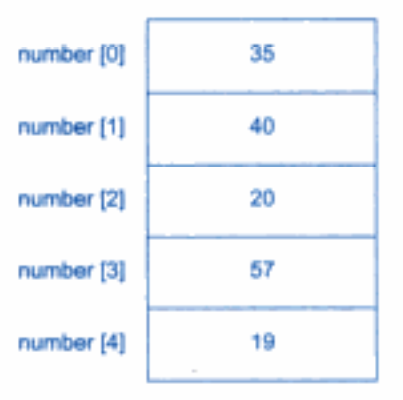 number [0] 35
number [1] 40
number [2] 20
number [3] 57
number [4] 19